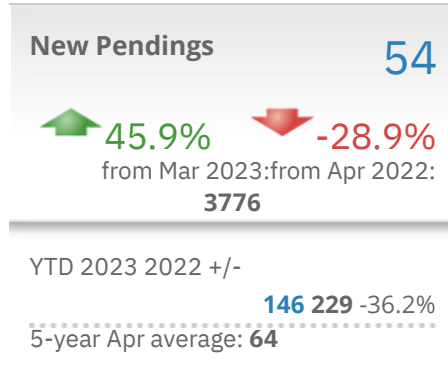 New Pendings
54
45.9% -28.9%
from Mar 2023:from Apr 2022:
3776
YTD 2023 2022 +/-
146 229 -36.2%
5-year Apr average: 64